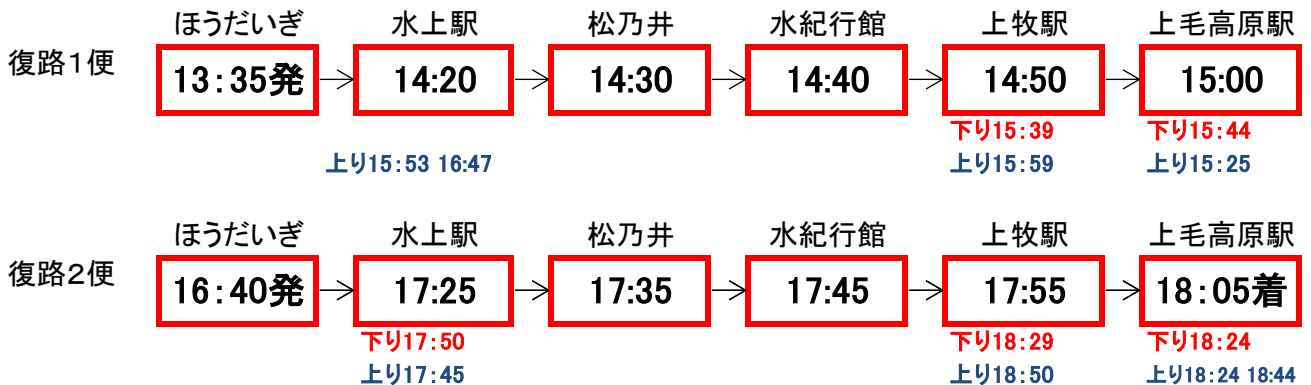 ほうだいぎ 水上駅 松乃井 水紀行館 上牧駅 上毛高原駅
復路1便 13:35発 → 14:20 → 14:30 → 14:40 → 14:50 → 15:00
下り15:39 下り15:44
上り15:53 16:47 上り15:59 上り15:25
ほうだいぎ 水上駅 松乃井 水紀行館 上牧駅 上毛高原駅
復路2便 16:40発 → 17:25 → 17:35 → 17:45 → 17:55 → 18:05着
下り17:50 下り18:29 下り18:24
上り17:45 上り18:50 上り18:24 18:44